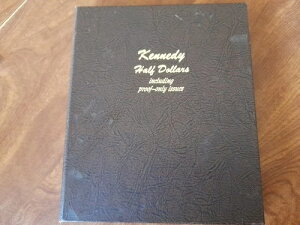 Kennedy
Half Dollars
including
proof-only issues